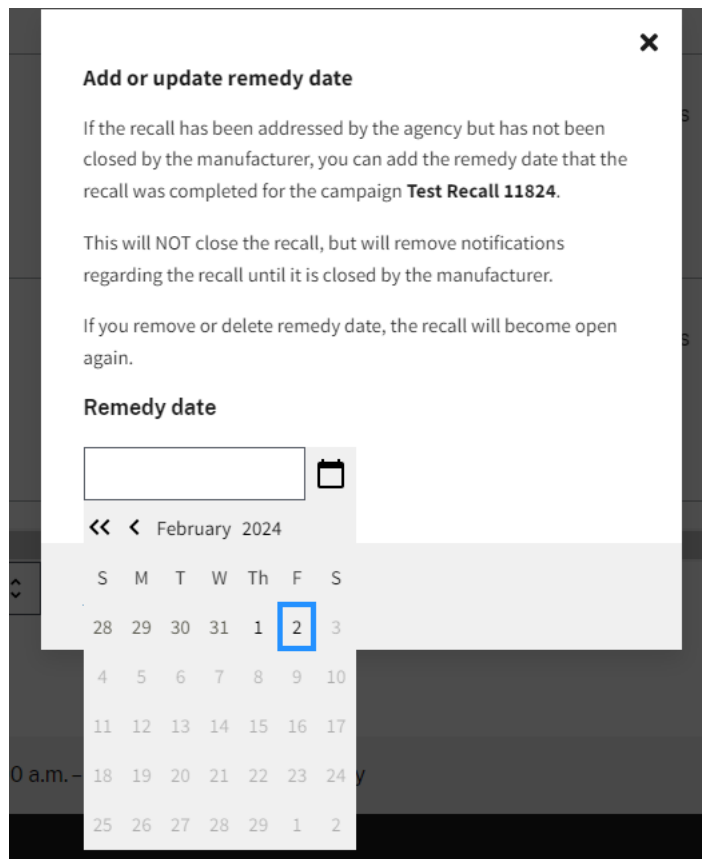 Add or update remedy date
If the recall has been addressed by the agency but has not been
closed by the manufacturer, you can add the remedy date that the
recall was completed for the campaign Test Recall 11824.
This will NOT close the recall, but will remove notifications
regarding the recall until it is closed by the manufacturer.
If you remove or delete remedy date, the recall will become open
again.
Remedy date
February 2024
S M T W Th F S
28 29 30 31 1 2 3
4 5 6 7 8 9 10
11 12 13 14 15 16 17
18 19 20 21 22 23 24
25 26 27 28 29 1 2
s
s
0 a.m. –
y